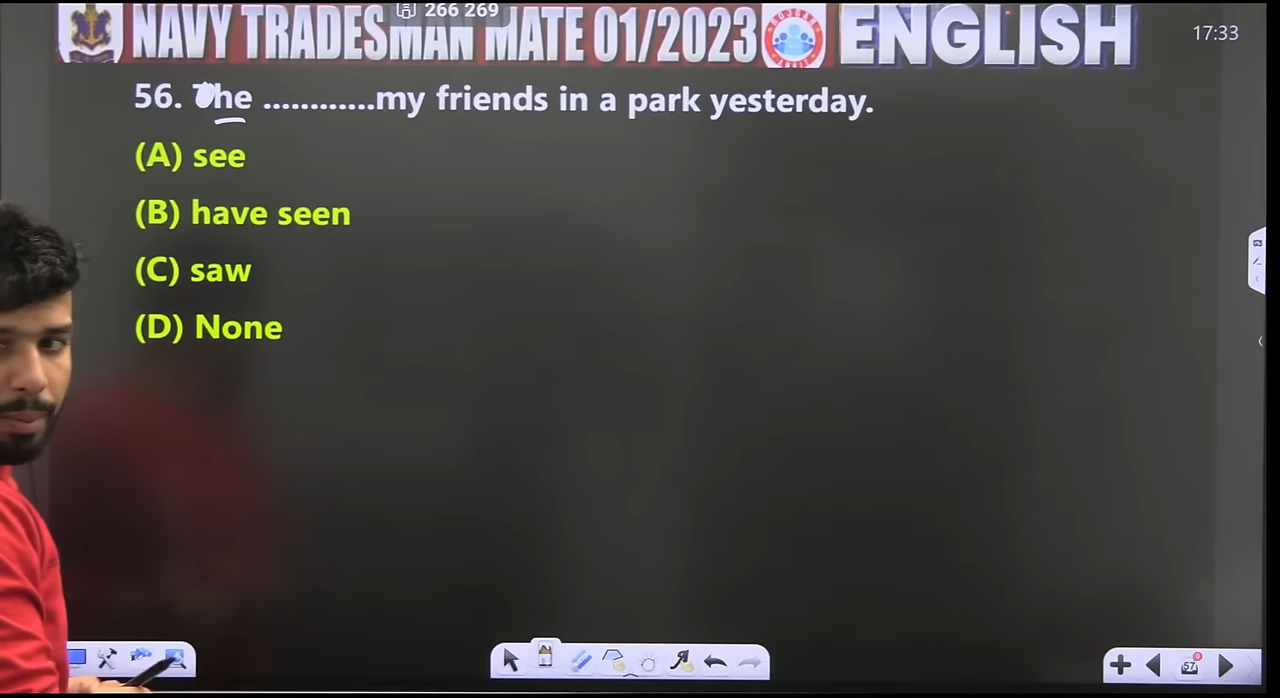 266 269
NAVY TRADESMAN MATE 01/2023 ENGLISH
17:33
56. The ............my friends in a park yesterday.
(A) see
(B) have seen
(C) saw
(D) None
57